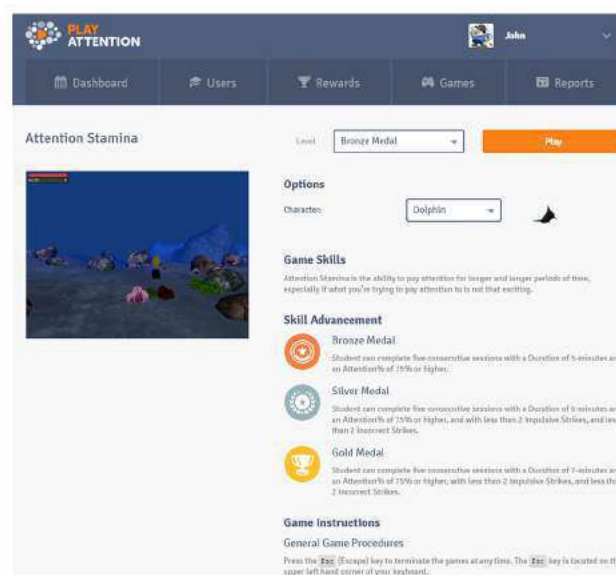 PLAY
ATTENTION
John
Dashboard
Users
Rewards
Games
Reports
Attention Stamina
Level
Bronze Medal
Play
Options
Character:
Dolphin
Game Skills
Attention Stamina is the ability to pay attention for longer and longer periods of time,
especially if what you're trying to pay attention to is not that exciting.
Skill Advancement
Bronze Medal
Student can complete five consecutive sessions with a Duration of 5-minutes an
an Attention% of 75% or higher.
Silver Medal
Student can complete five consecutive sessions with a Duration of 6-minutes an
an Attention% of 75% or higher, and with less than 2 Impulsive Strikes, and les
than 2 Incorrect Strikes.
Gold Medal
Student can complete five consecutive sessions with a Duration of 7-minutes an
an Attention% of 75% or higher, with less than 2 Impulsive Strikes, and less tha
2 Incorrect Strikes.
Game Instructions
General Game Procedures
Press the Esc (Escape) key to terminate the games at any time. The Esc key is located on th
upper left hand corner of your keyboard.